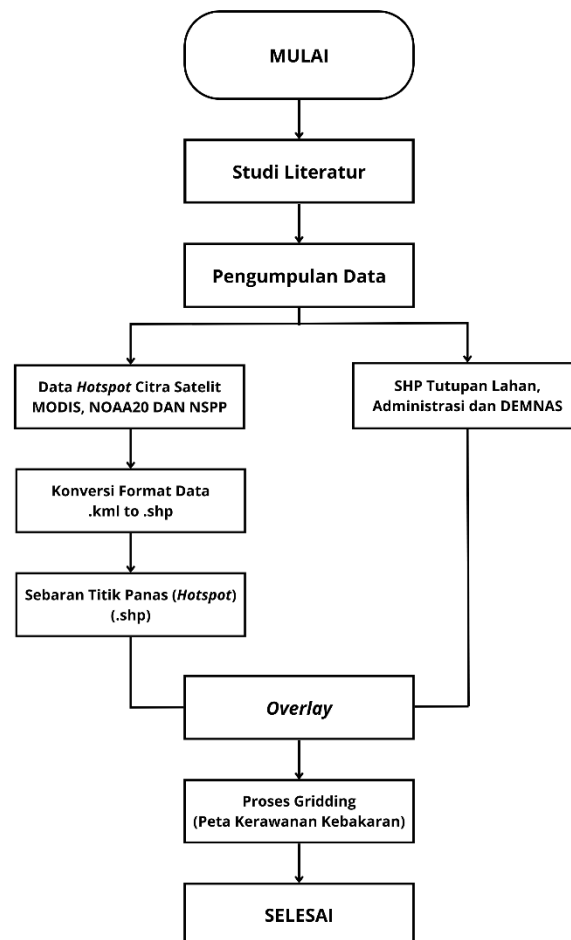 MULAI
Studi Literatur
Pengumpulan Data
Data Hotspot Citra Satelit
MODIS, NOAA20 DAN NSPP
SHP Tutupan Lahan,
Administrasi dan DEMNAS
Konversi Format Data
.kml to .shp
Sebaran Titik Panas (Hotspot)
(.shp)
Overlay
Proses Gridding
(Peta Kerawanan Kebakaran)
SELESAI